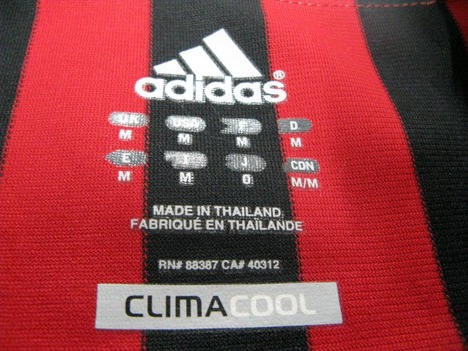 adidas®
UK USA F D
M M M M
E I J CDN
M M O M/M
MADE IN THAILAND
FABRIQUÉ EN THAÏLANDE
RN# 88387 CA# 40312
CLIMACOOL